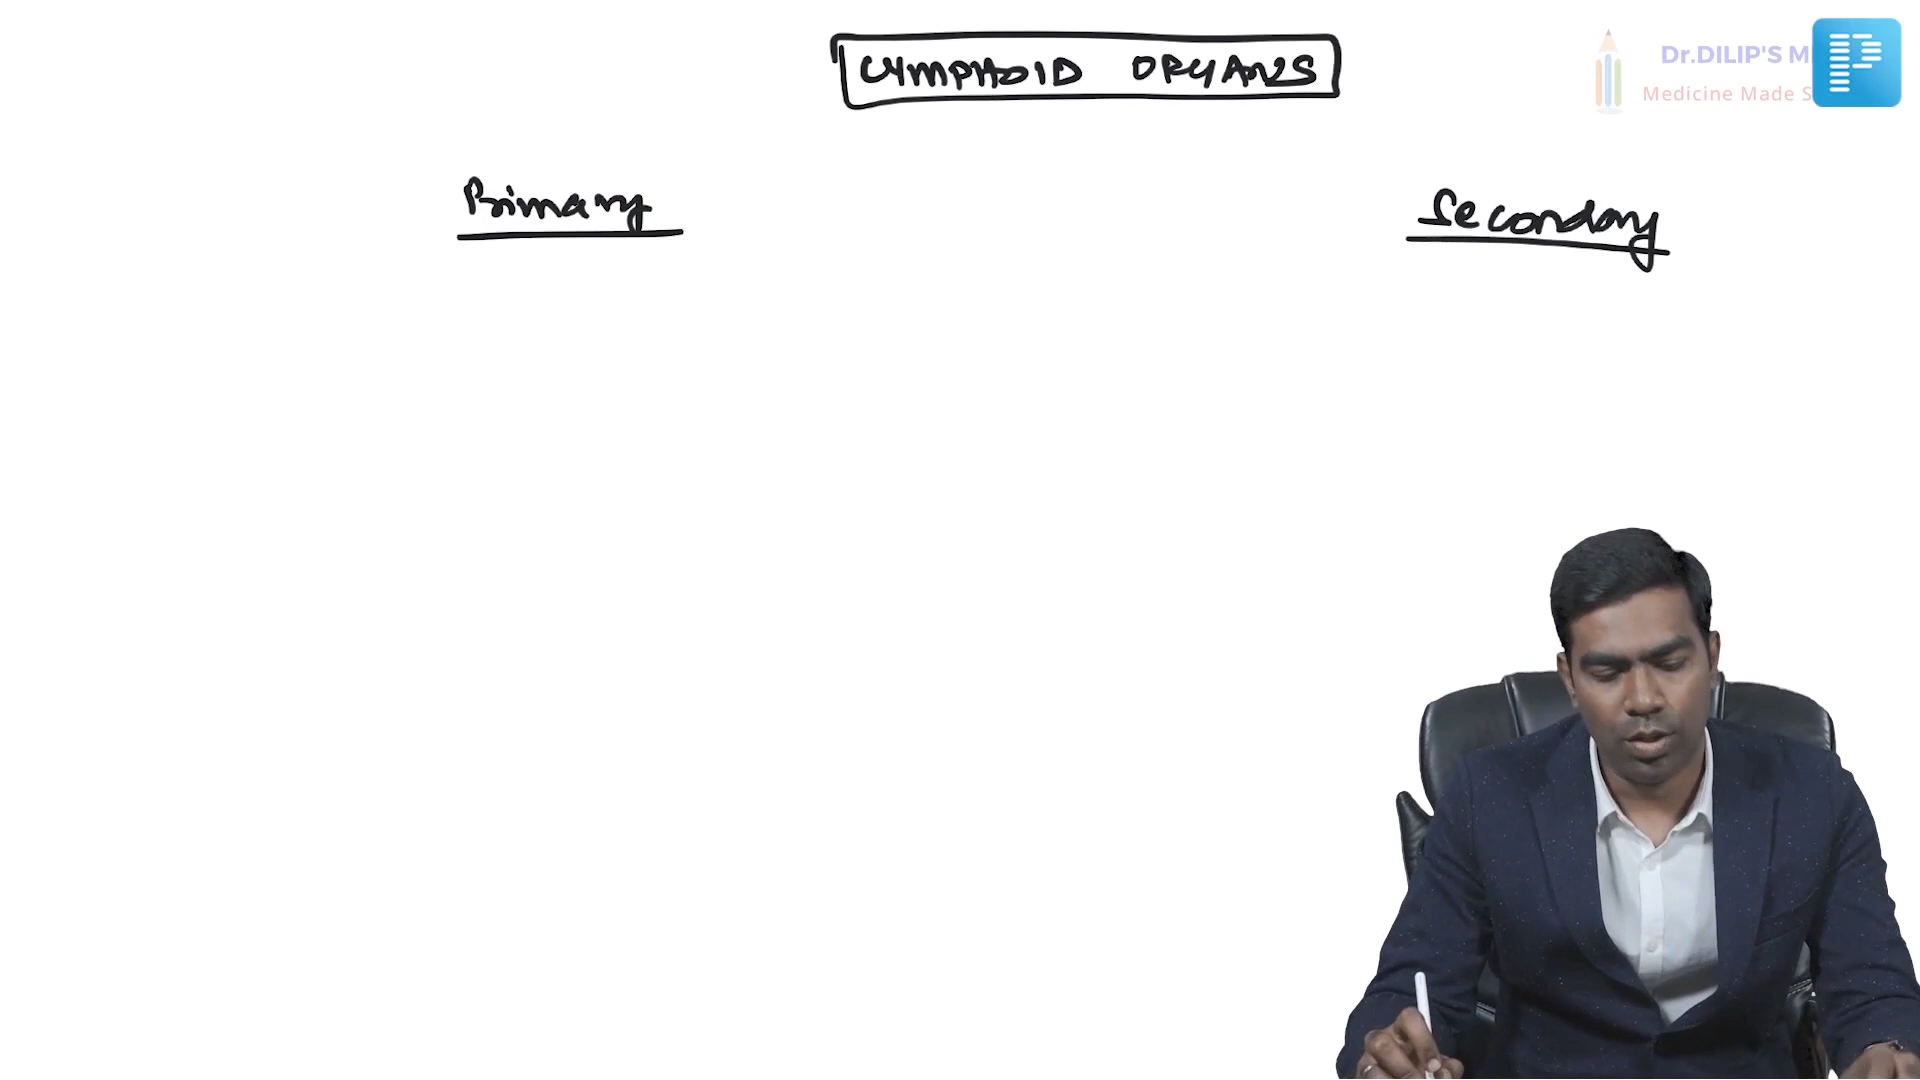 LYMPHOID ORGANS
Dr.DILIP'S M
Medicine Made S
Primary
Secondary